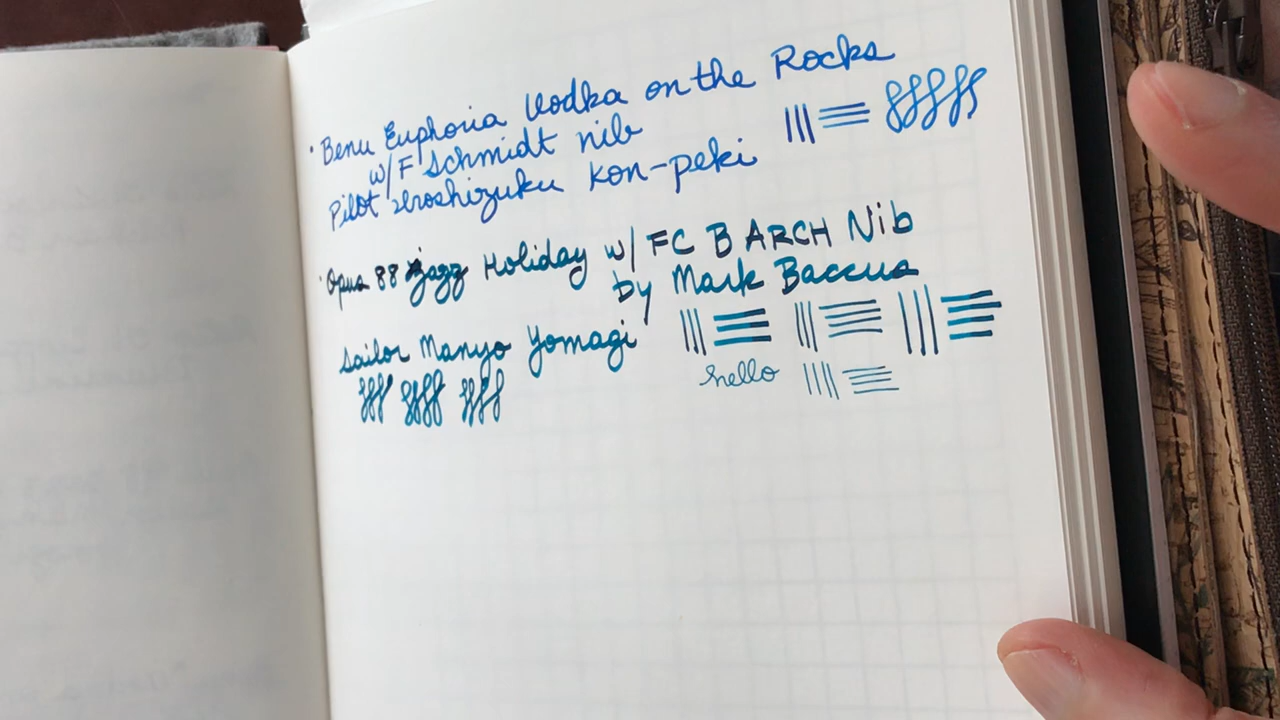 · Benu Euphoria Vodka on the Rocks
w/ F Schmidt nib
Pilot Iroshizuku Kon-peki
· Opus 88 Jazz Holiday w/ FC B ARCH Nib
by Mark Baccus
Sailor Manyo Yomogi
hello